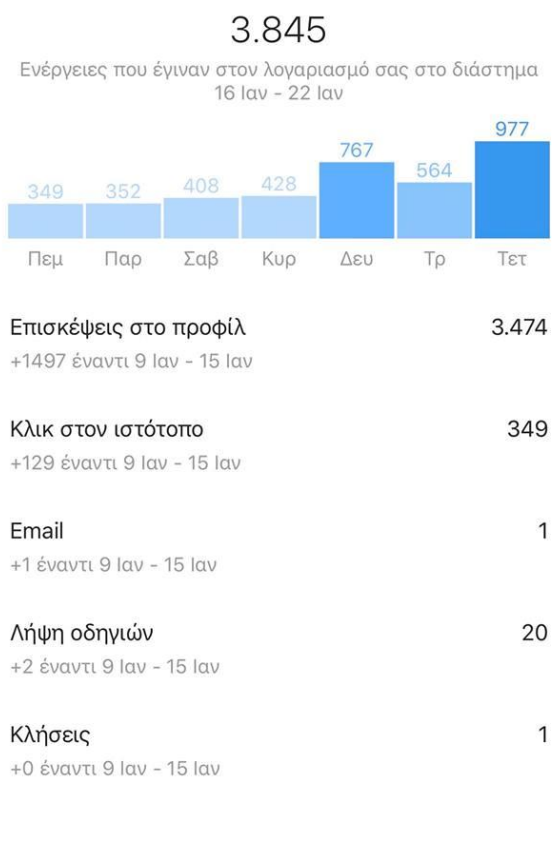 3.845
Ενέργειες που έγιναν στον λογαριασμό σας στο διάστημα
16 Ιαν - 22 Ιαν
349 352 408 428 767 564 977
Πεμ Παρ Σαβ Κυρ Δευ Τρ Τετ
Επισκέψεις στο προφίλ 3.474
+1497 έναντι 9 Ιαν - 15 Ιαν
Κλικ στον ιστότοπο 349
+129 έναντι 9 Ιαν - 15 Ιαν
Email 1
+1 έναντι 9 Ιαν - 15 Ιαν
Λήψη οδηγιών 20
+2 έναντι 9 Ιαν - 15 Ιαν
Κλήσεις 1
+0 έναντι 9 Ιαν - 15 Ιαν